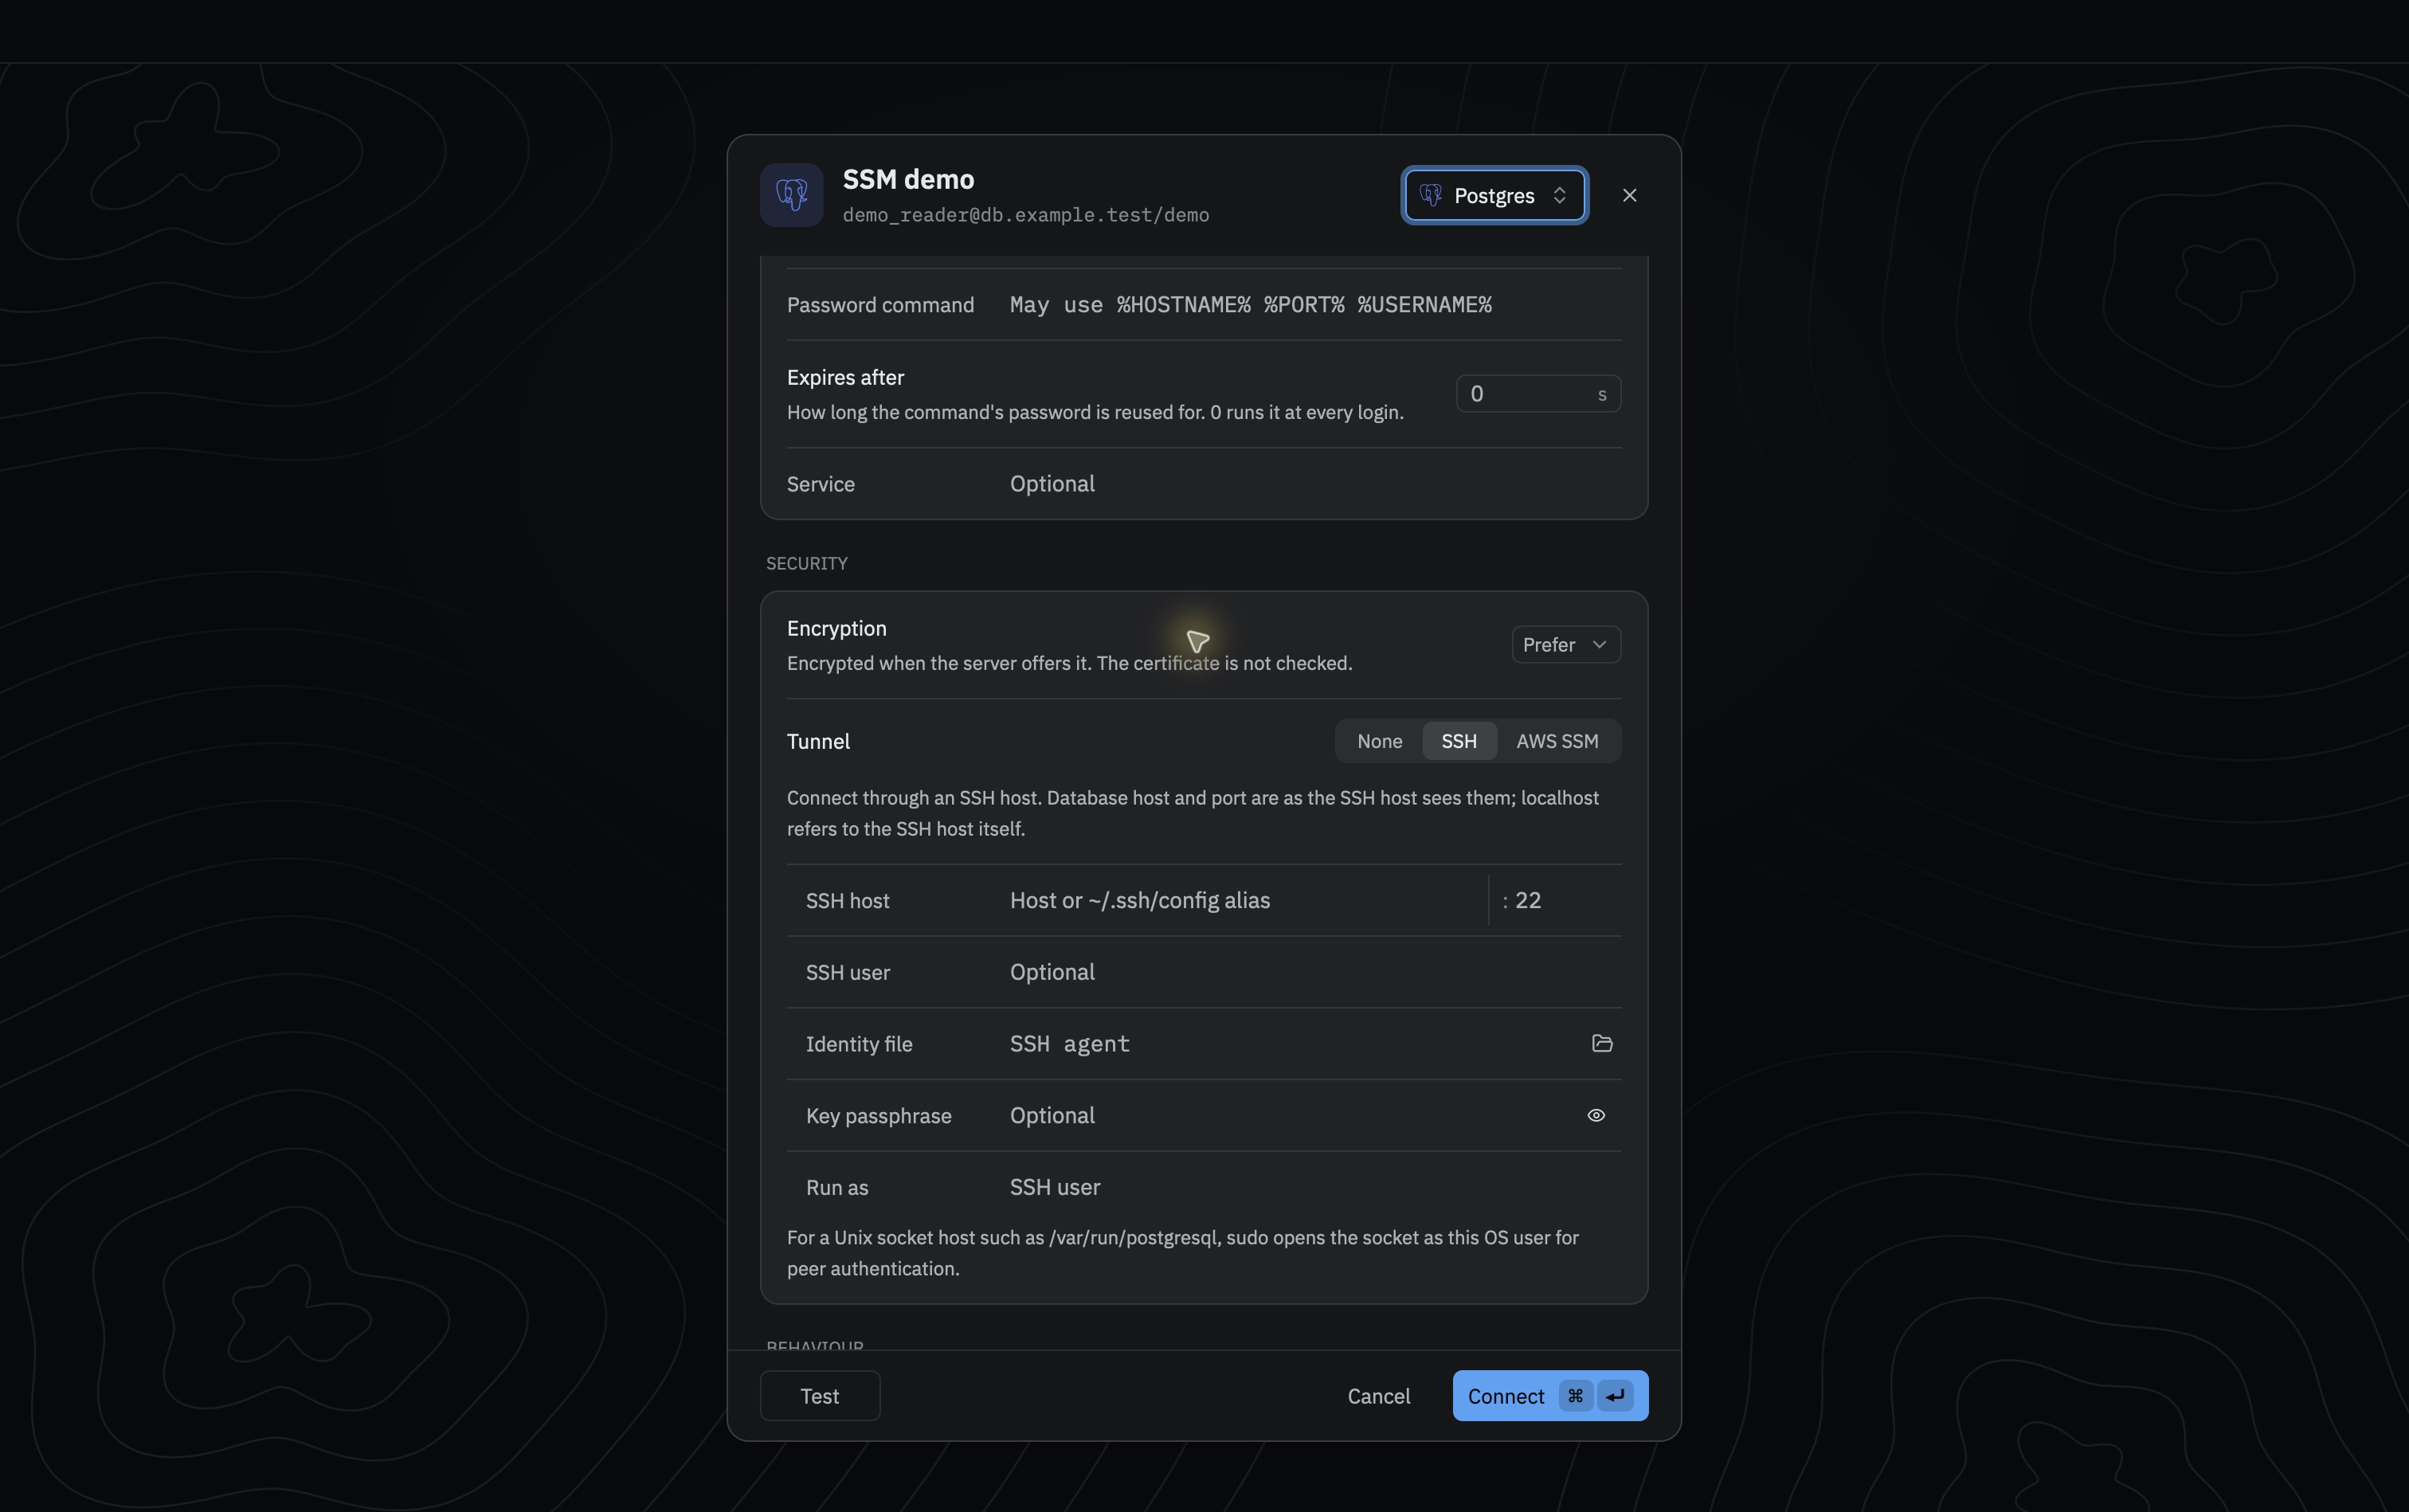 SSM demo
demo_reader@db.example.test/demo
Postgres
Password command May use %HOSTNAME% %PORT% %USERNAME%
Expires after
How long the command's password is reused for. 0 runs it at every login.
0 s
Service Optional
SECURITY
Encryption
Encrypted when the server offers it. The certificate is not checked.
Prefer
Tunnel None SSH AWS SSM
Connect through an SSH host. Database host and port are as the SSH host sees them; localhost
refers to the SSH host itself.
SSH host Host or ~/.ssh/config alias : 22
SSH user Optional
Identity file SSH agent
Key passphrase Optional
Run as SSH user
For a Unix socket host such as /var/run/postgresql, sudo opens the socket as this OS user for
peer authentication.
BEHAVIOUR
Test Cancel Connect ⌘ ↵